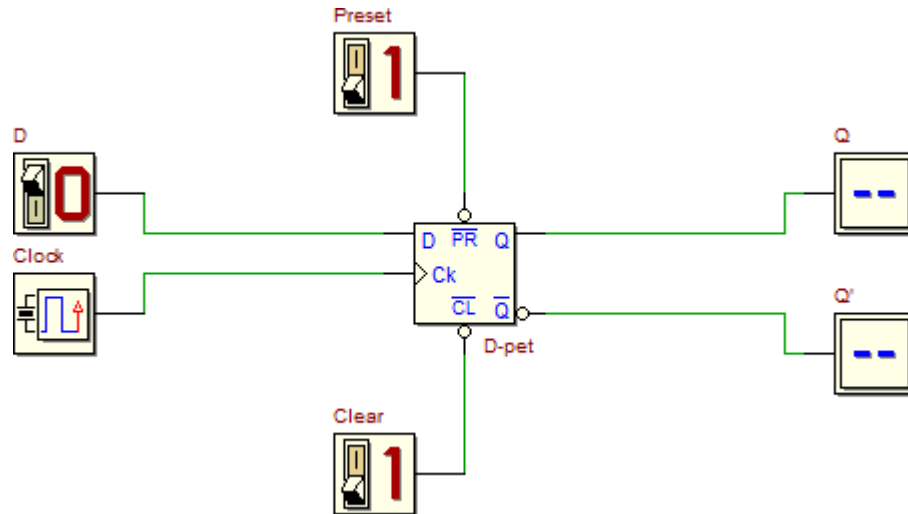 Preset
1
D
0
Q
--
D PR Q
Clock
Ck
CL Q
Q'
--
D-pet
Clear
1